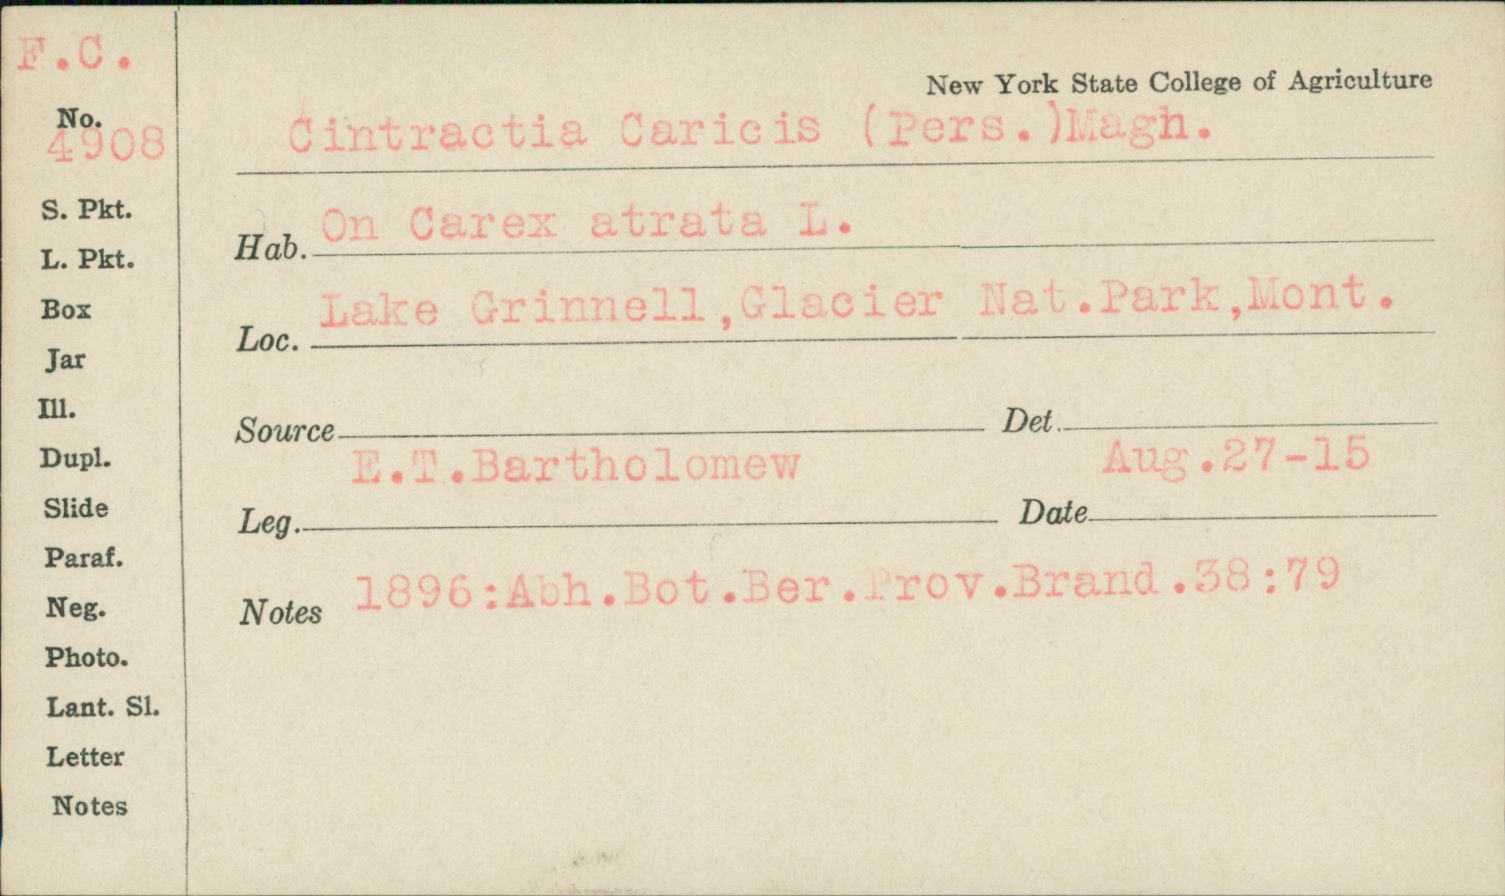 F.C.
New York State College of Agriculture
No.
4908
Cintractia Caricis (Pers.)Magh.
S. Pkt.
Hab. On Carex atrata L.
L. Pkt.
Box
Loc. Lake Grinnell,Glacier Nat.Park,Mont.
Jar
Ill.
Source Det.
Dupl.
E.T.Bartholomew Aug.27-15
Slide
Leg. Date
Paraf.
Neg.
Notes 1896:Abh.Bot.Ber.Prov.Brand.38:79
Photo.
Lant. Sl.
Letter
Notes